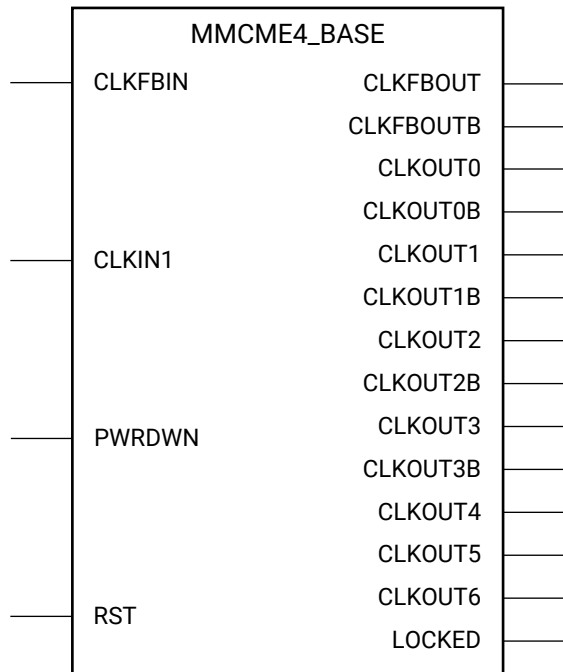 MMCME4_BASE
CLKFBIN
CLKIN1
PWRDWN
RST
CLKFBOUT
CLKFBOUTB
CLKOUT0
CLKOUT0B
CLKOUT1
CLKOUT1B
CLKOUT2
CLKOUT2B
CLKOUT3
CLKOUT3B
CLKOUT4
CLKOUT5
CLKOUT6
LOCKED